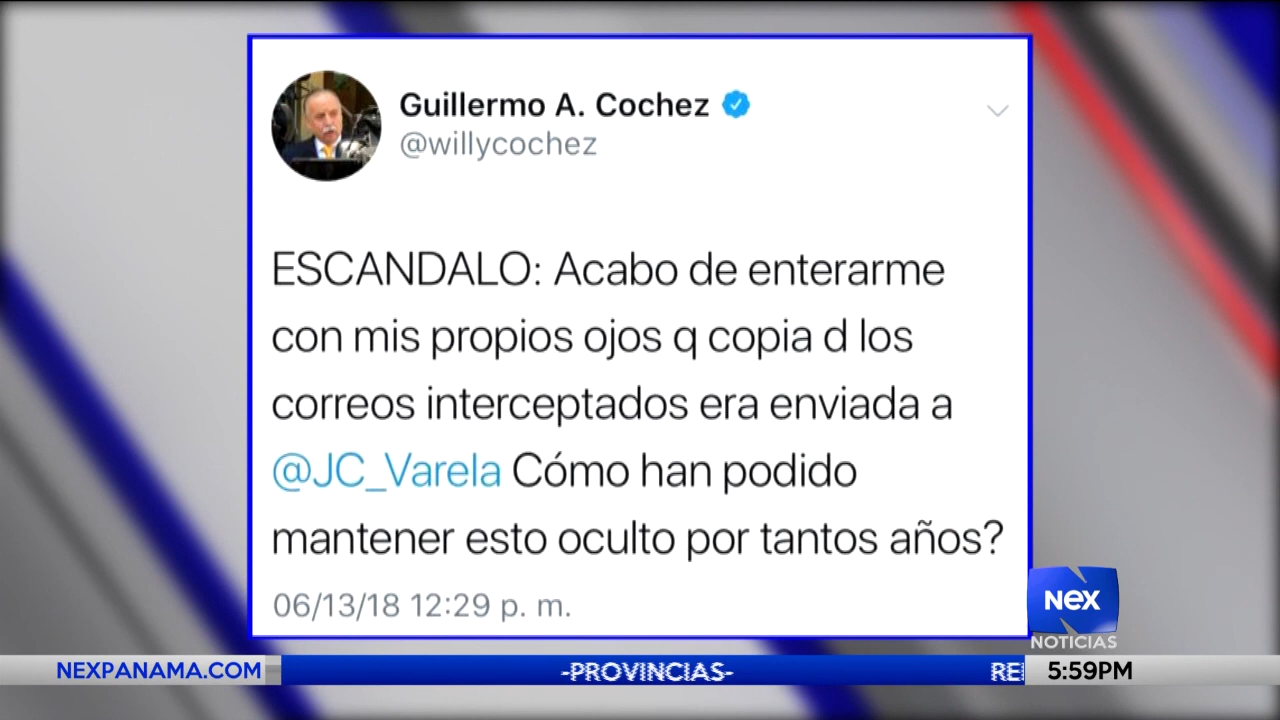 Guillermo A. Cochez
@willycochez
ESCANDALO: Acabo de enterarme
con mis propios ojos q copia d los
correos interceptados era enviada a
@JC_Varela Cómo han podido
mantener esto oculto por tantos años?
06/13/18 12:29 p. m.
NEX
NOTICIAS
NEXPANAMA.COM
-PROVINCIAS-
5:59PM